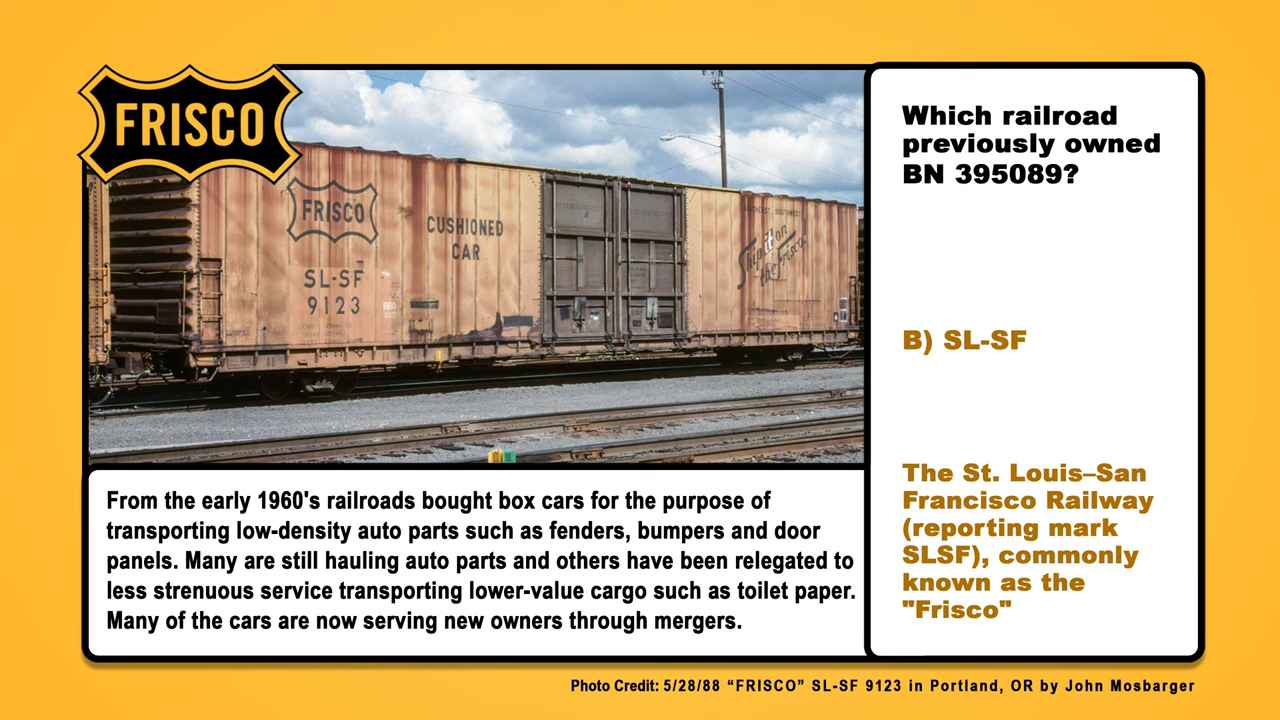 FRISCO
FRISCO
CUSHIONED
CAR
SL-SF
9123
Ship it on
the Frisco
Which railroad
previously owned
BN 395089?
B) SL-SF
The St. Louis–San
Francisco Railway
(reporting mark
SLSF), commonly
known as the
"Frisco"
From the early 1960's railroads bought box cars for the purpose of
transporting low-density auto parts such as fenders, bumpers and door
panels. Many are still hauling auto parts and others have been relegated to
less strenuous service transporting lower-value cargo such as toilet paper.
Many of the cars are now serving new owners through mergers.
Photo Credit: 5/28/88 “FRISCO” SL-SF 9123 in Portland, OR by John Mosbarger